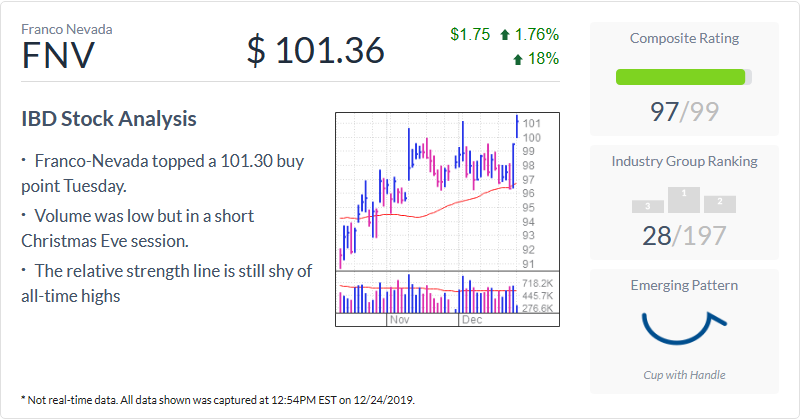 Franco Nevada
FNV
$ 101.36
$1.75 1.76%
18%
IBD Stock Analysis
· Franco-Nevada topped a 101.30 buy
point Tuesday.
· Volume was low but in a short
Christmas Eve session.
· The relative strength line is still shy of
all-time highs
101
100
99
98
97
96
95
94
93
92
91
718.2K
445.7K
276.6K
Nov
Dec
Composite Rating
97/99
Industry Group Ranking
3
1
2
28/197
Emerging Pattern
Cup with Handle
* Not real-time data. All data shown was captured at 12:54PM EST on 12/24/2019.